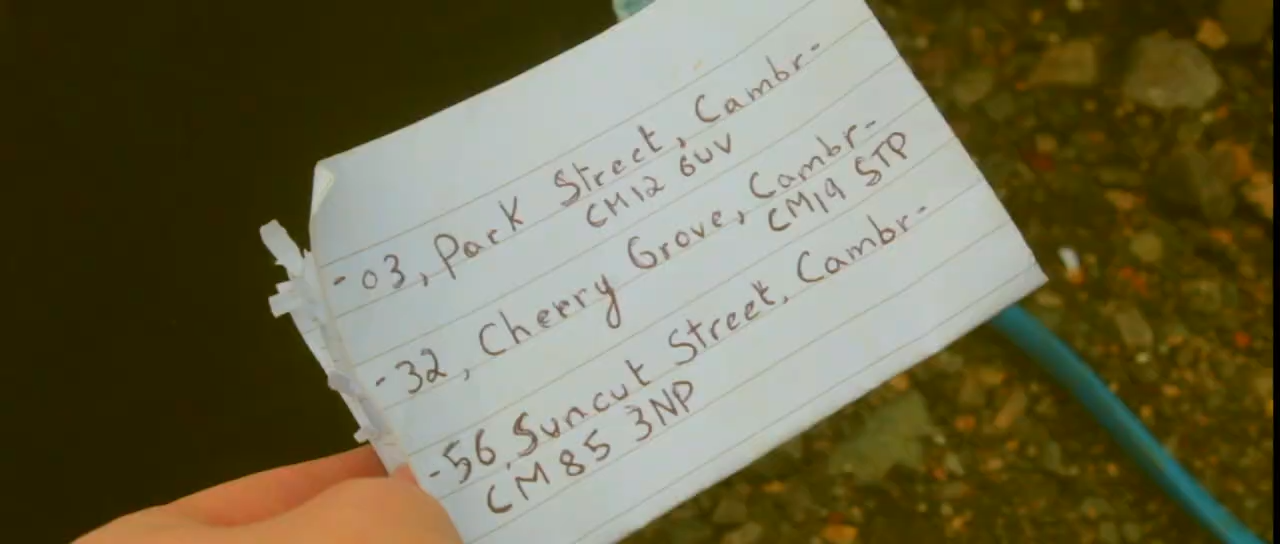 -03, Park Street, Cambr-
CM12 6UV
-32, Cherry Grove, Cambr-
CM19 5TP
-56, Suncut Street, Cambr-
CM85 3NP